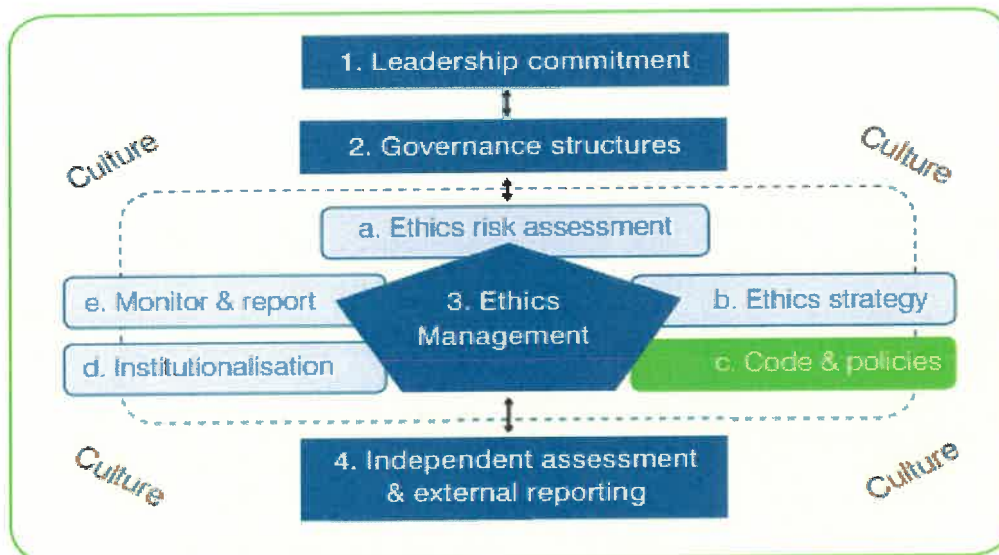 1. Leadership commitment
2. Governance structures
Culture
Culture
a. Ethics risk assessment
e. Monitor & report
3. Ethics
Management
b. Ethics strategy
d. Institutionalisation
c. Code & policies
Culture
4. Independent assessment
& external reporting
Culture